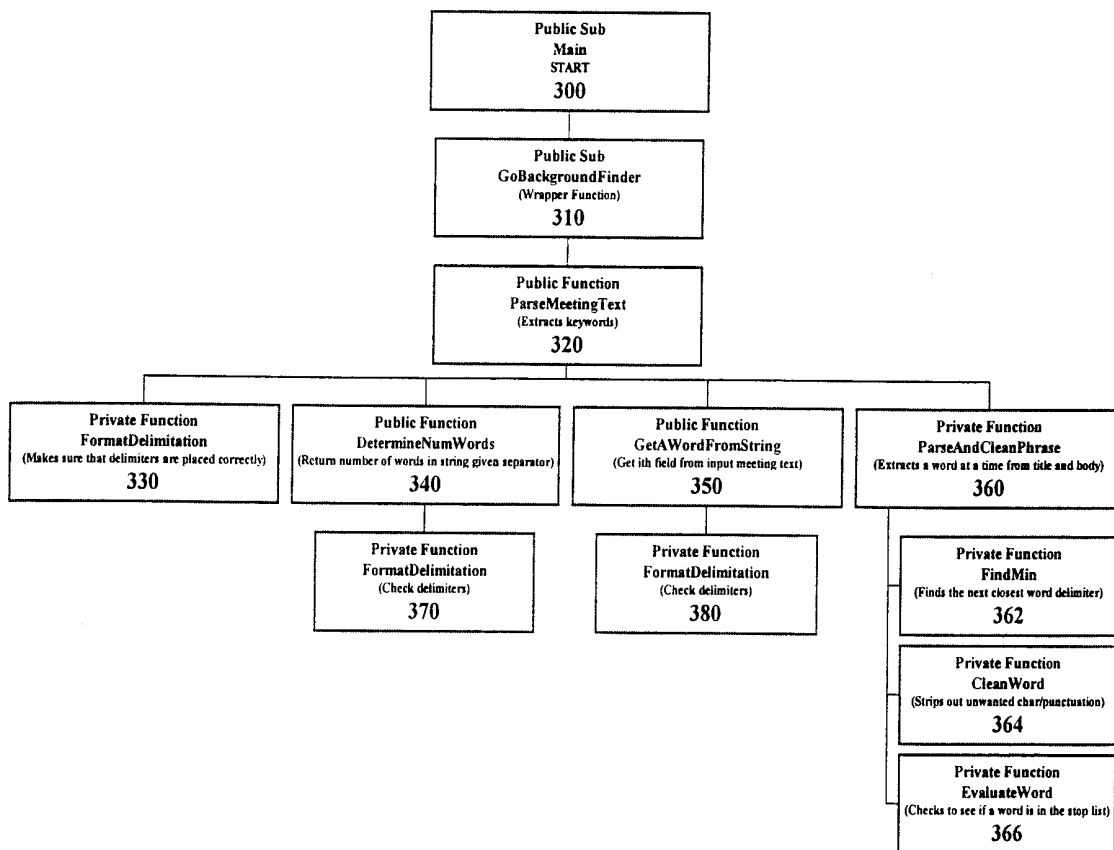 Public Sub
Main
START
300
Public Sub
GoBackgroundFinder
(Wrapper Function)
310
Public Function
ParseMeetingText
(Extracts keywords)
320
Private Function
FormatDelimitation
(Makes sure that delimiters are placed correctly)
330
Public Function
DetermineNumWords
(Return number of words in string given separator)
340
Public Function
GetAWordFromString
(Get ith field from input meeting text)
350
Private Function
ParseAndCleanPhrase
(Extracts a word at a time from title and body)
360
Private Function
FormatDelimitation
(Check delimiters)
370
Private Function
FormatDelimitation
(Check delimiters)
380
Private Function
FindMin
(Finds the next closest word delimiter)
362
Private Function
CleanWord
(Strips out unwanted char/punctuation)
364
Private Function
EvaluateWord
(Checks to see if a word is in the stop list)
366